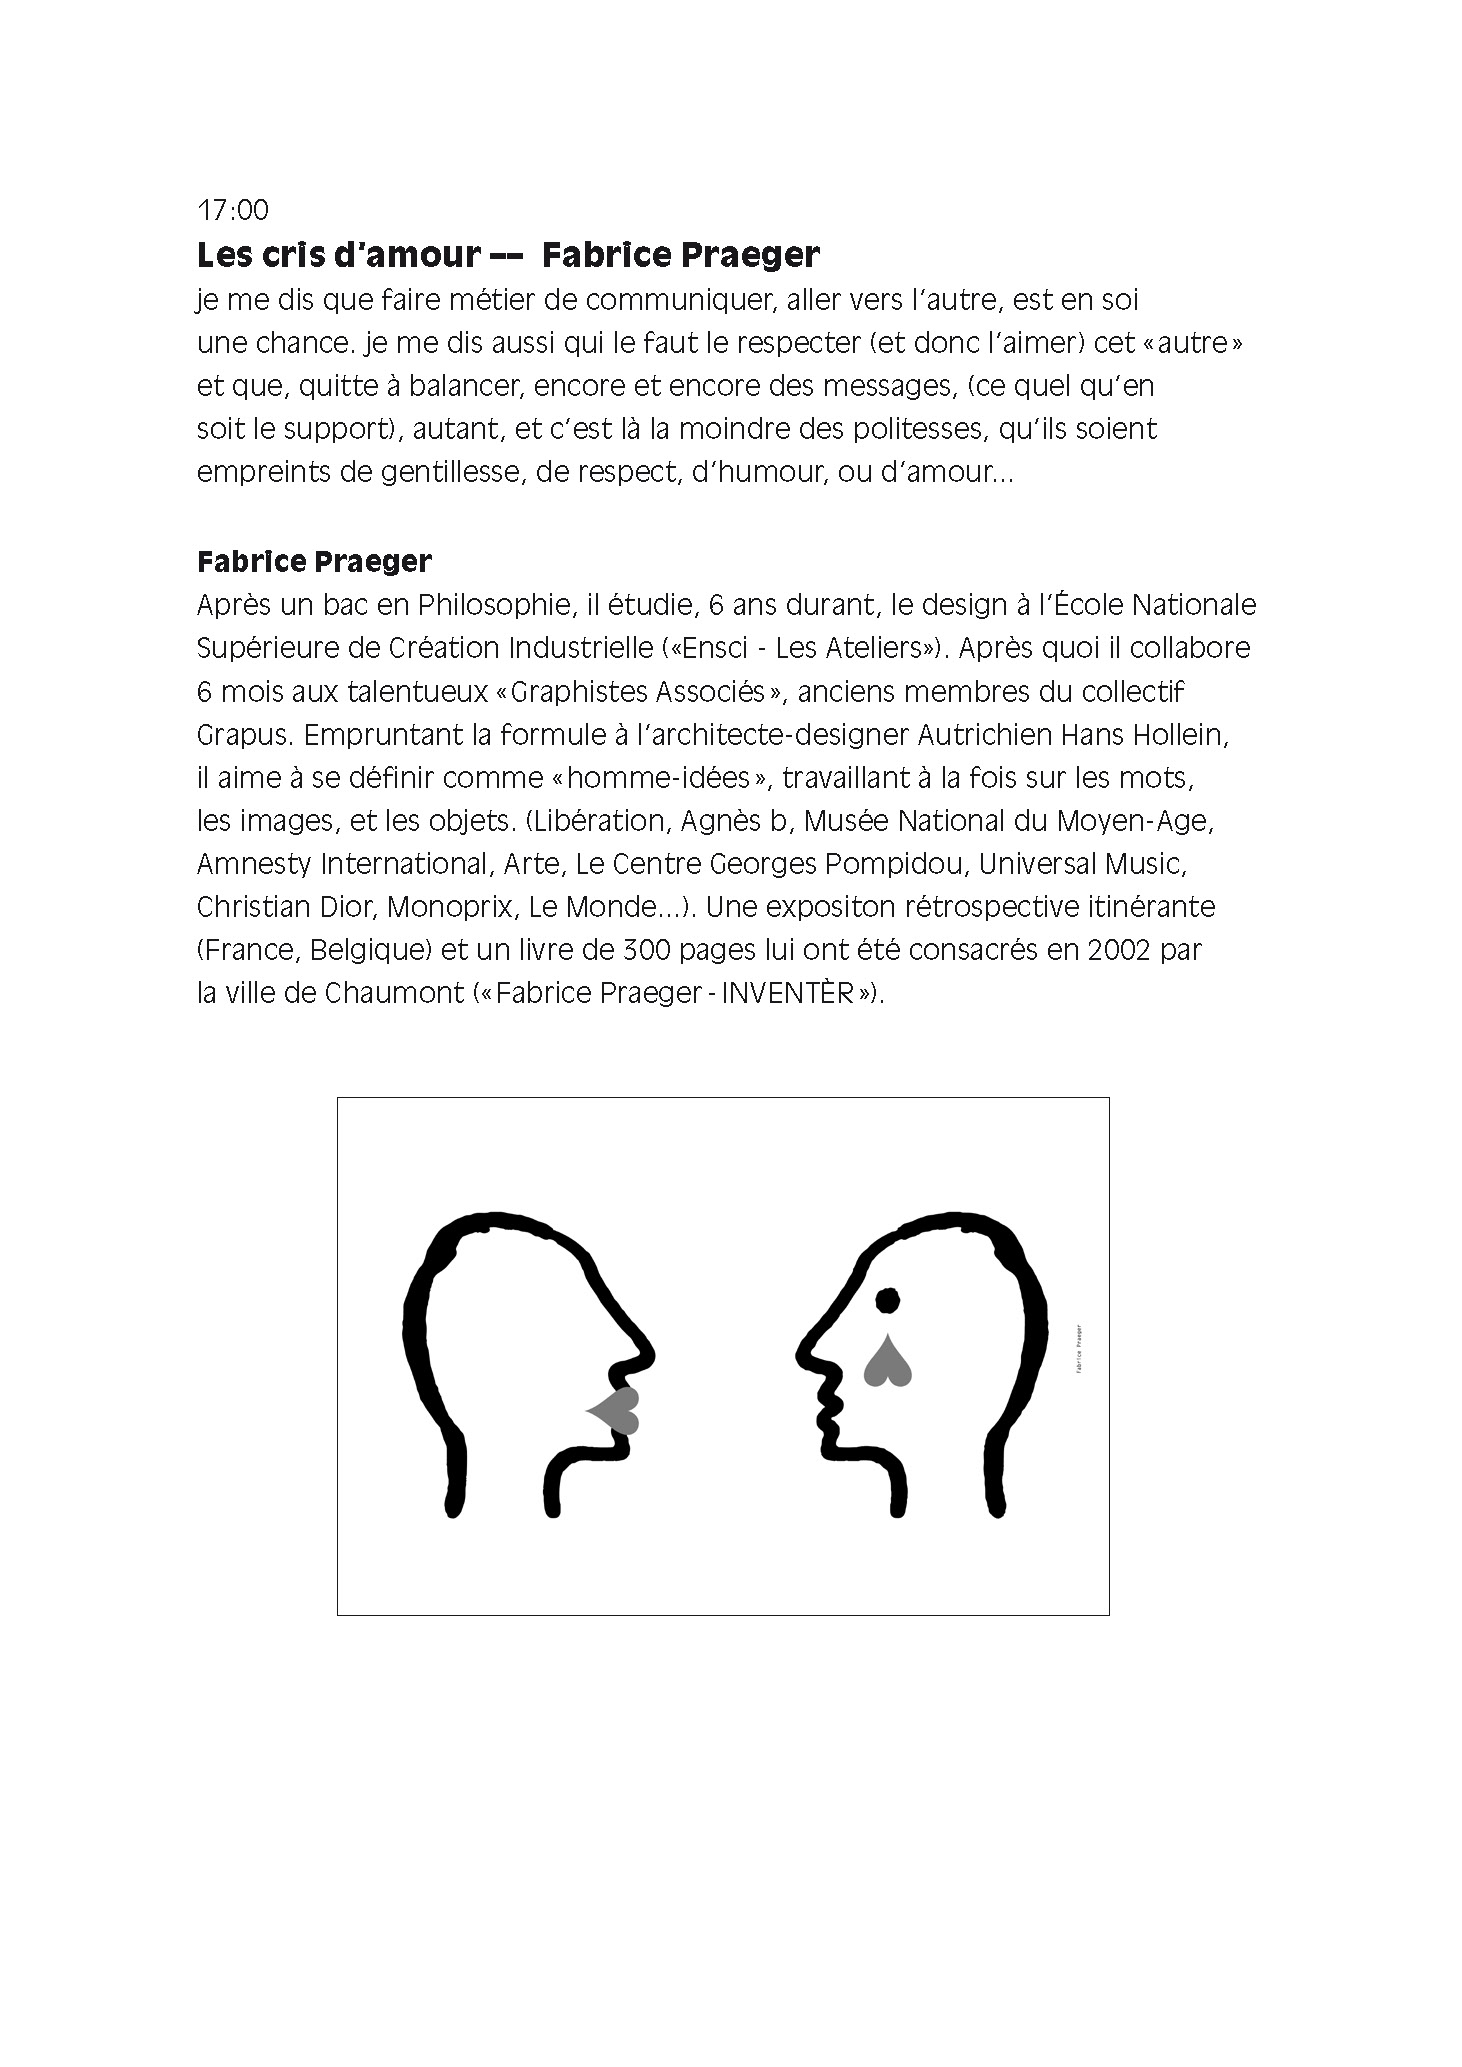 17:00
Les cris d'amour –– Fabrice Praeger
je me dis que faire métier de communiquer, aller vers l'autre, est en soi
une chance. je me dis aussi qui le faut le respecter (et donc l'aimer) cet «autre»
et que, quitte à balancer, encore et encore des messages, (ce quel qu'en
soit le support), autant, et c'est là la moindre des politesses, qu'ils soient
empreints de gentillesse, de respect, d'humour, ou d'amour...
Fabrice Praeger
Après un bac en Philosophie, il étudie, 6 ans durant, le design à l'École Nationale
Supérieure de Création Industrielle («Ensci - Les Ateliers»). Après quoi il collabore
6 mois aux talentueux «Graphistes Associés», anciens membres du collectif
Grapus. Empruntant la formule à l'architecte-designer Autrichien Hans Hollein,
il aime à se définir comme «homme-idées», travaillant à la fois sur les mots,
les images, et les objets. (Libération, Agnès b, Musée National du Moyen-Age,
Amnesty International, Arte, Le Centre Georges Pompidou, Universal Music,
Christian Dior, Monoprix, Le Monde...). Une expositon rétrospective itinérante
(France, Belgique) et un livre de 300 pages lui ont été consacrés en 2002 par
la ville de Chaumont («Fabrice Praeger - INVENTÈR»).
Fabrice Praeger